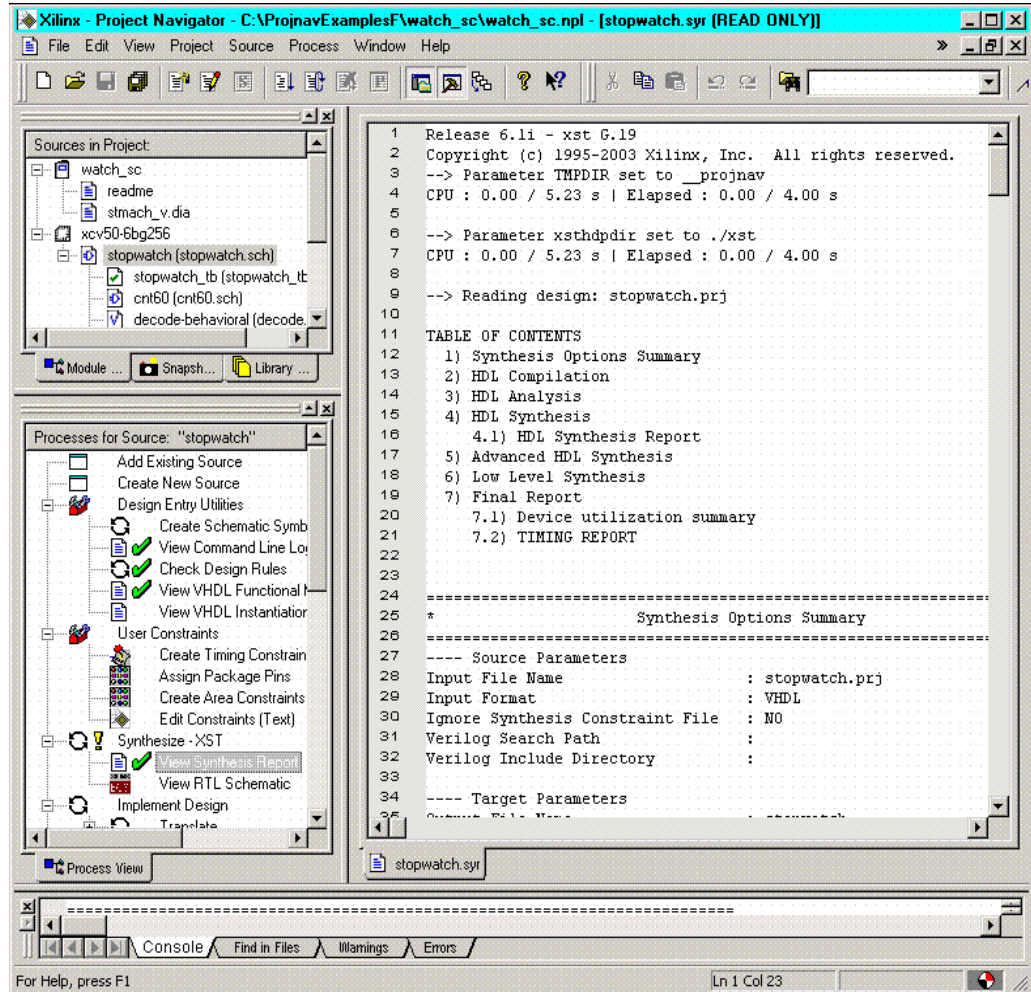 Xilinx - Project Navigator - C:\ProjnavExamplesF\watch_sc\watch_sc.npl - [stopwatch.syr (READ ONLY)]
File Edit View Project Source Process Window Help
Sources in Project:
watch_sc
readme
stmach_v.dia
xcv50-6bg256
stopwatch (stopwatch.sch)
stopwatch_tb (stopwatch_tb
cnt60 (cnt60.sch)
decode-behavioral (decode.
Module ... Snapsh... Library ...
Processes for Source: "stopwatch"
Add Existing Source
Create New Source
Design Entry Utilities
Create Schematic Symb
View Command Line Lo
Check Design Rules
View VHDL Functional
View VHDL Instantiation
User Constraints
Create Timing Constrain
Assign Package Pins
Create Area Constraints
Edit Constraints (Text)
Synthesize - XST
View Synthesis Report
View RTL Schematic
Implement Design
Translate
Process View
1 Release 6.1i - xst G.19
2 Copyright (c) 1995-2003 Xilinx, Inc. All rights reserved.
3 --> Parameter TMPDIR set to __projnav
4 CPU : 0.00 / 5.23 s | Elapsed : 0.00 / 4.00 s
5
6 --> Parameter xsthdpdir set to ./xst
7 CPU : 0.00 / 5.23 s | Elapsed : 0.00 / 4.00 s
8
9 --> Reading design: stopwatch.prj
10
11 TABLE OF CONTENTS
12 1) Synthesis Options Summary
13 2) HDL Compilation
14 3) HDL Analysis
15 4) HDL Synthesis
16 4.1) HDL Synthesis Report
17 5) Advanced HDL Synthesis
18 6) Low Level Synthesis
19 7) Final Report
20 7.1) Device utilization summary
21 7.2) TIMING REPORT
22
23
24 ==============================================================
25 * Synthesis Options Summary
26 ==============================================================
27 ---- Source Parameters
28 Input File Name : stopwatch.prj
29 Input Format : VHDL
30 Ignore Synthesis Constraint File : NO
31 Verilog Search Path :
32 Verilog Include Directory :
33
34 ---- Target Parameters
35 Output File Name : stopwatch
stopwatch.syr
=========================================================================
Console Find in Files Warnings Errors
For Help, press F1
Ln 1 Col 23